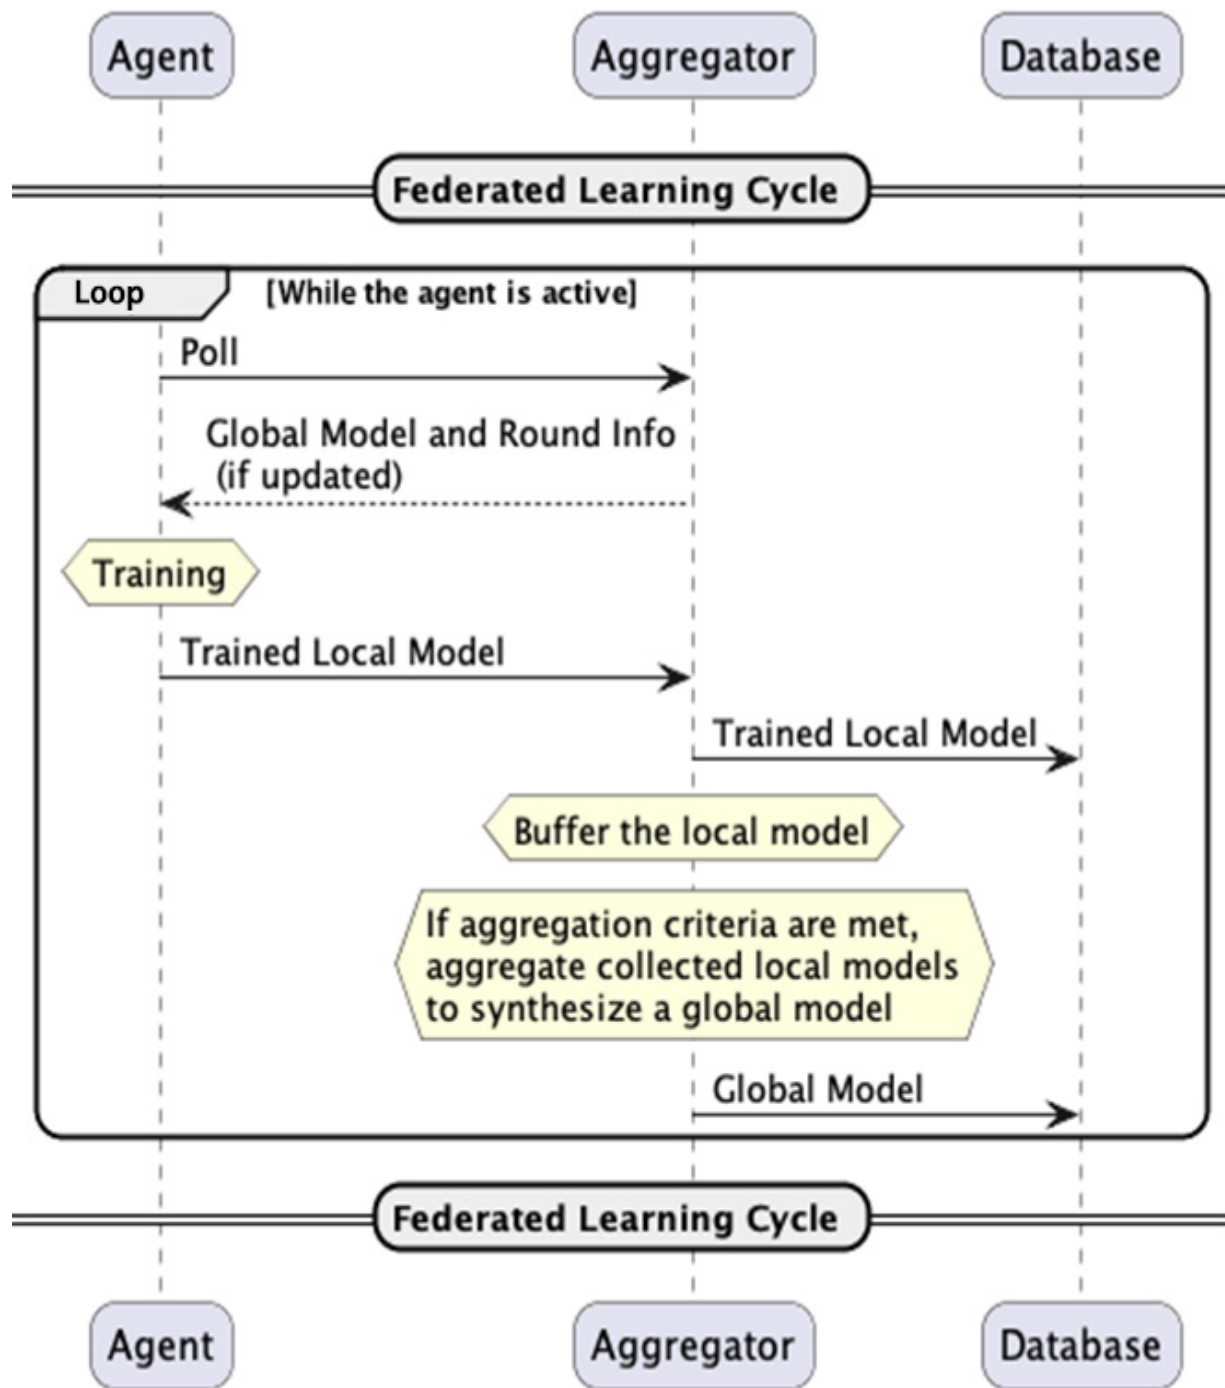 Agent
Aggregator
Database
Federated Learning Cycle
Loop
[While the agent is active]
Poll
Global Model and Round Info
(if updated)
Training
Trained Local Model
Trained Local Model
Buffer the local model
If aggregation criteria are met,
aggregate collected local models
to synthesize a global model
Global Model
Federated Learning Cycle
Agent
Aggregator
Database